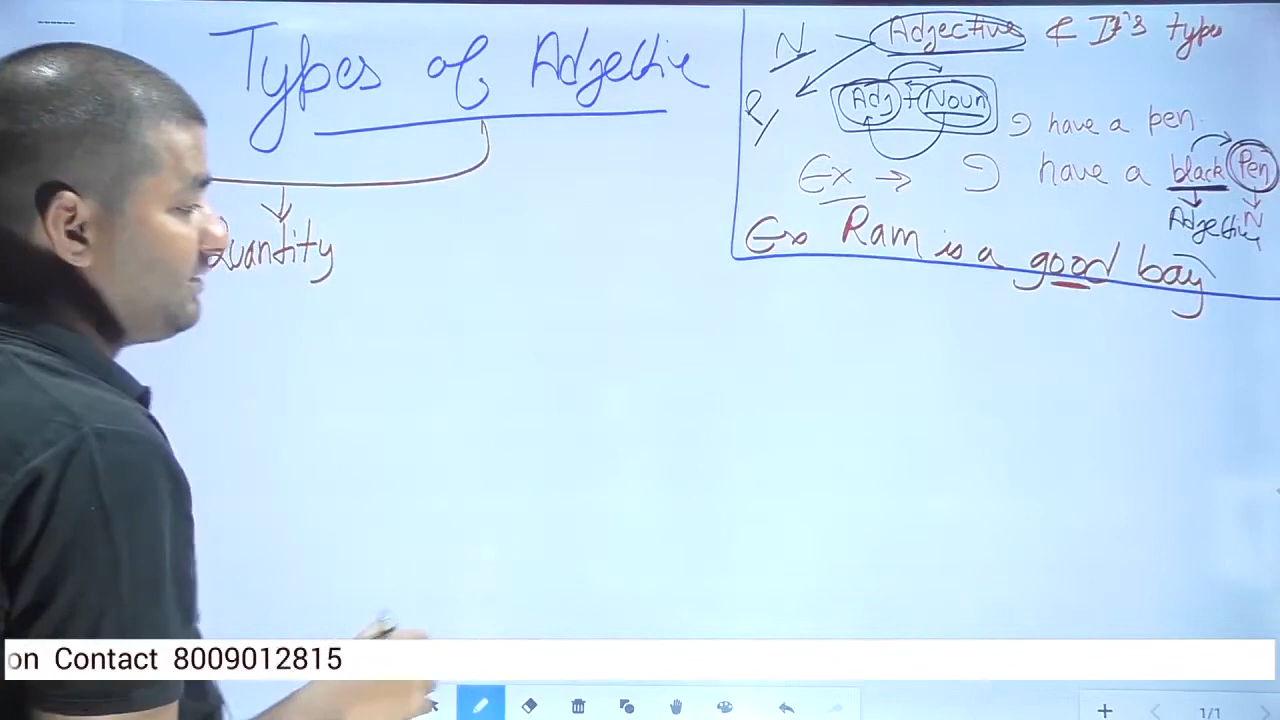 Types of Adjective
Quantity
N Adjective & It's types
P
Adj + Noun
I have a pen.
Ex → I have a black Pen
Adjective N
Ex Ram is a good boy
on Contact 8009012815
1/1